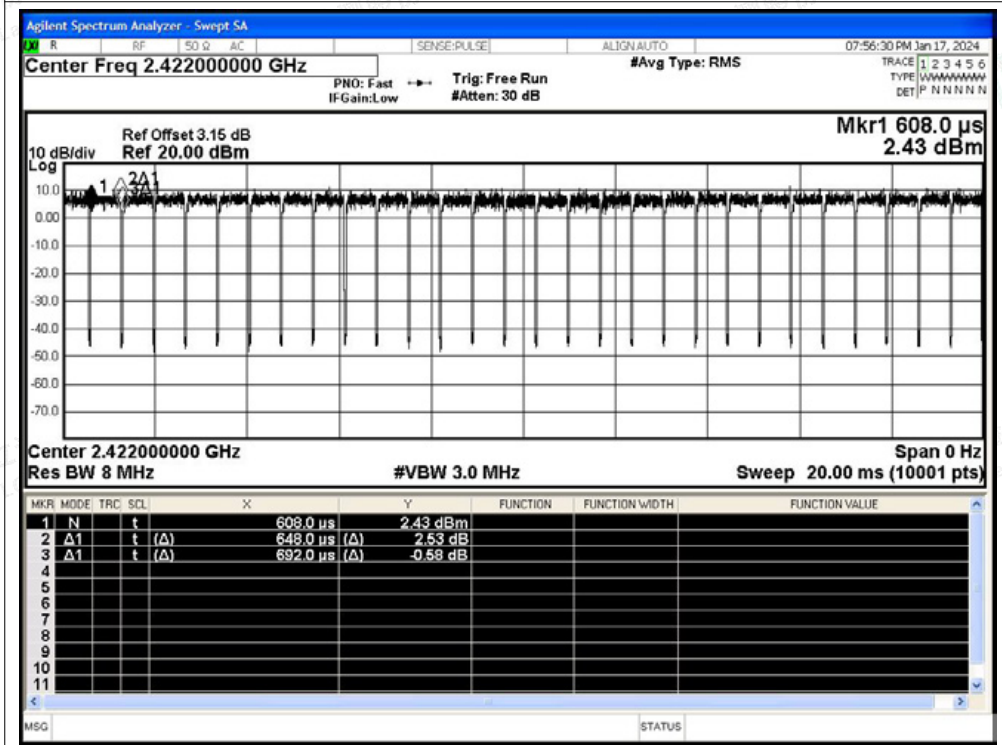 Agilent Spectrum Analyzer - Swept SA
R RF 50 Ω AC SENSE:PULSE ALIGN AUTO 07:56:30 PM Jan 17, 2024
Center Freq 2.422000000 GHz
PNO: Fast
IFGain:Low
Trig: Free Run
#Atten: 30 dB
#Avg Type: RMS
TRACE 1 2 3 4 5 6
TYPE WWWWWW
DET P N N N N N
Mkr1 608.0 µs
2.43 dBm
Ref Offset 3.15 dB
10 dB/div Ref 20.00 dBm
Log
10.0
0.00
-10.0
-20.0
-30.0
-40.0
-50.0
-60.0
-70.0
1
2Δ1
3Δ1
Center 2.422000000 GHz Span 0 Hz
Res BW 8 MHz #VBW 3.0 MHz Sweep 20.00 ms (10001 pts)
MKR MODE TRC SCL X Y FUNCTION FUNCTION WIDTH FUNCTION VALUE
1 N t 608.0 µs 2.43 dBm
2 Δ1 t (Δ) 648.0 µs (Δ) 2.53 dB
3 Δ1 t (Δ) 692.0 µs (Δ) -0.58 dB
4
5
6
7
8
9
10
11
MSG STATUS